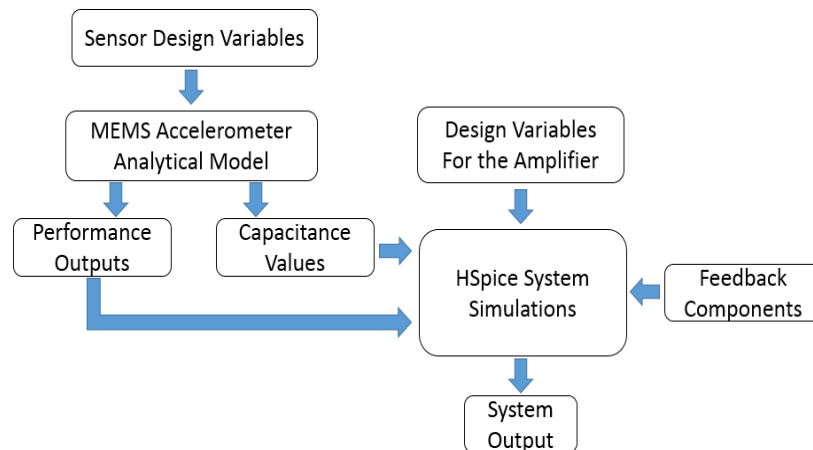 Sensor Design Variables
MEMS Accelerometer
Analytical Model
Design Variables
For the Amplifier
Performance
Outputs
Capacitance
Values
HSpice System
Simulations
Feedback
Components
System
Output